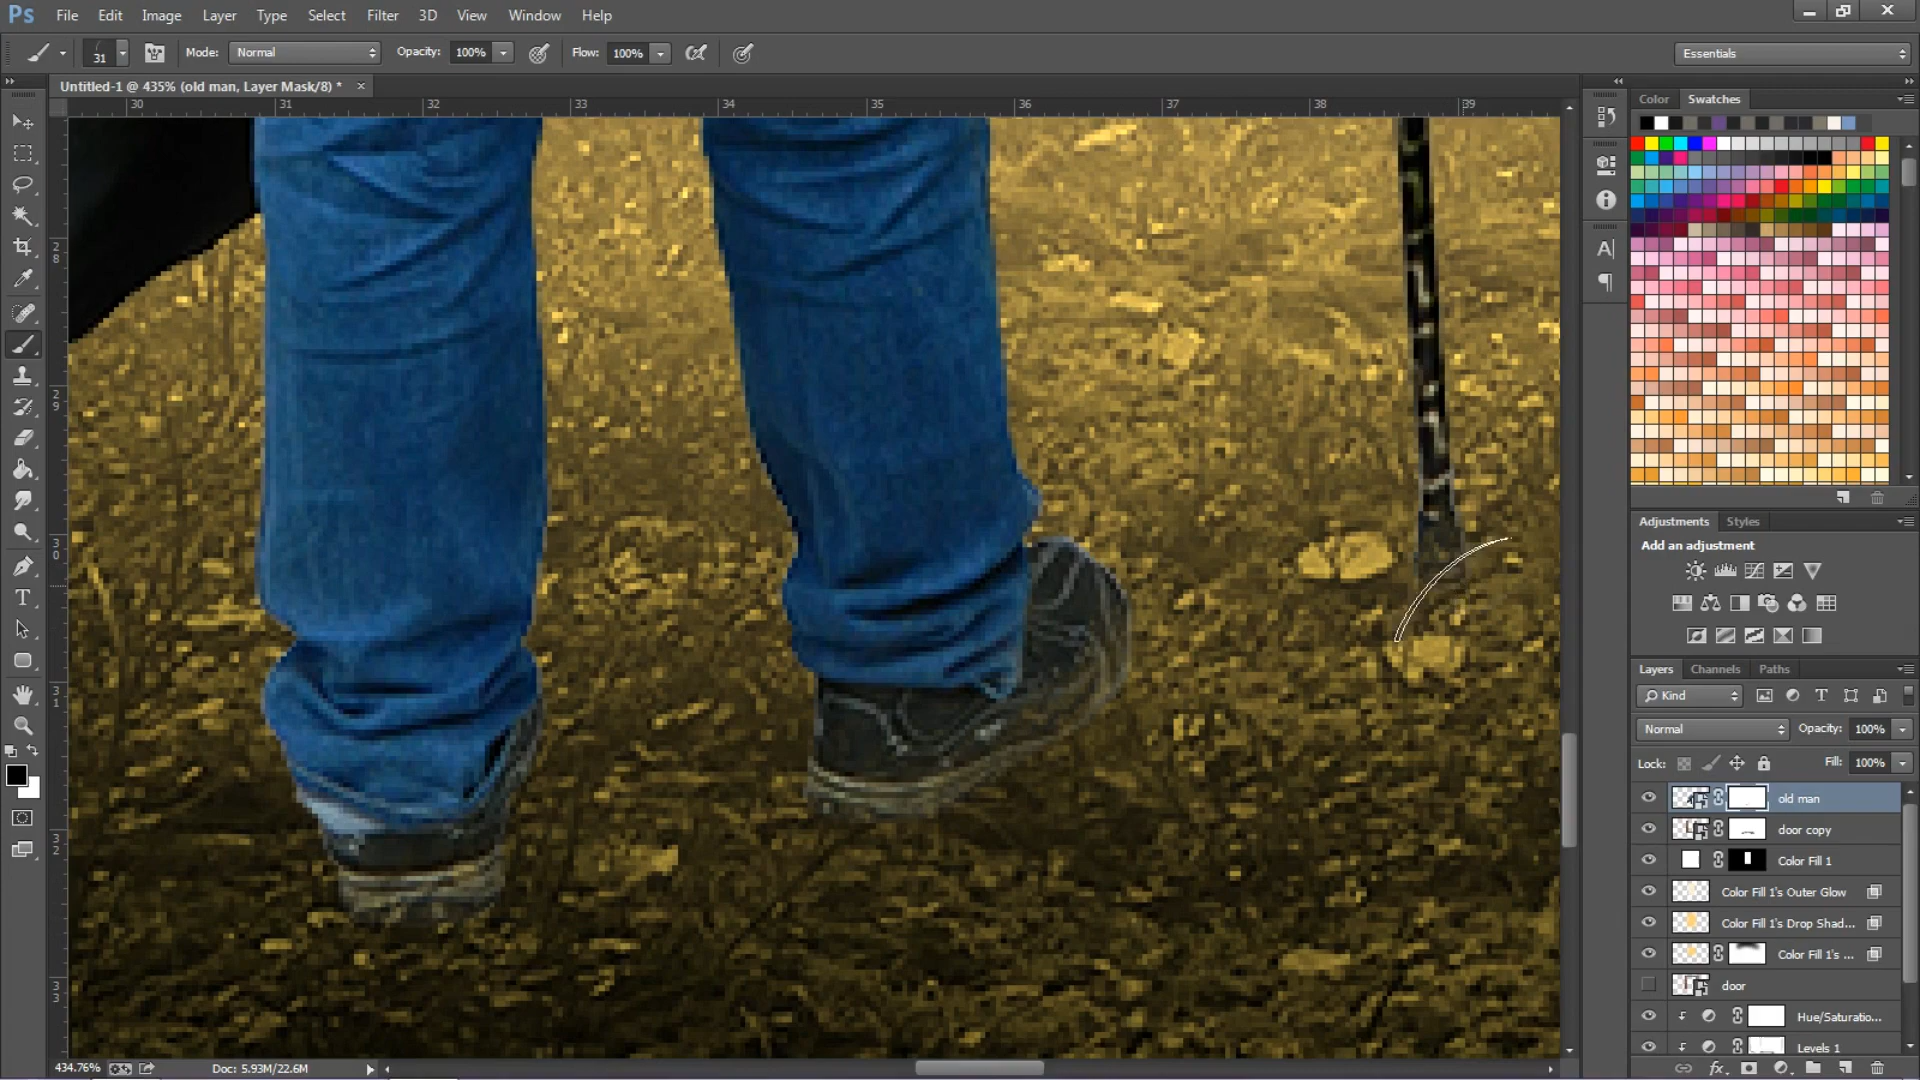 Ps File Edit Image Layer Type Select Filter 3D View Window Help
31 Mode: Normal Opacity: 100% Flow: 100% Essentials
Untitled-1 @ 435% (old man, Layer Mask/8) * ×
30 31 32 33 34 35 36 37 38 39
28
29
30
31
32
33
Color Swatches
Adjustments Styles
Add an adjustment
Layers Channels Paths
Kind
Normal Opacity: 100%
Lock: Fill: 100%
old man
door copy
Color Fill 1
Color Fill 1's Outer Glow
Color Fill 1's Drop Shad...
Color Fill 1's ...
door
Hue/Saturatio...
Levels 1
434.76% Doc: 5.93M/22.6M